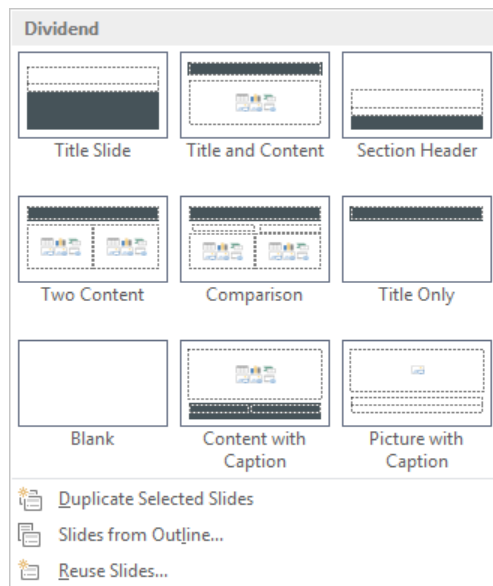 Dividend
Title Slide
Title and Content
Section Header
Two Content
Comparison
Title Only
Blank
Content with
Caption
Picture with
Caption
Duplicate Selected Slides
Slides from Outline...
Reuse Slides...